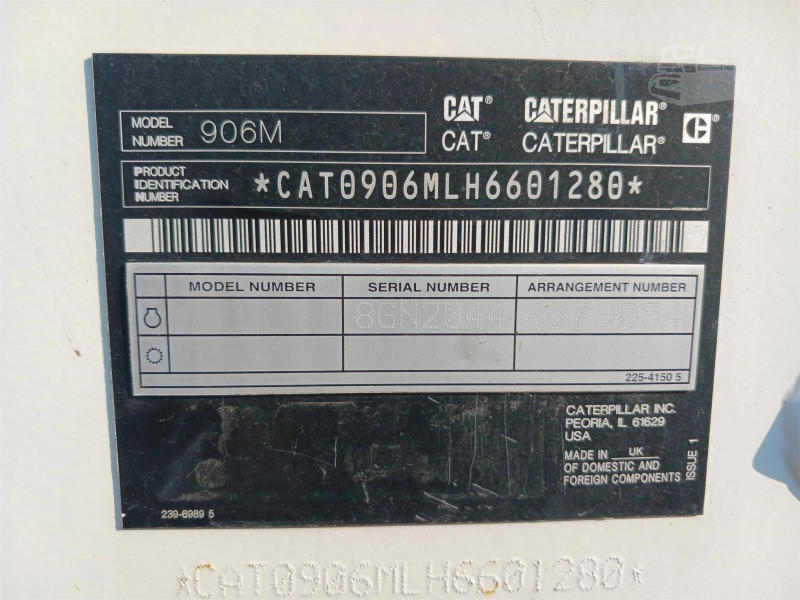 CAT® CATERPILLAR®
MODEL NUMBER 906M
CAT® CATERPILLAR®
PRODUCT IDENTIFICATION NUMBER *CAT0906MLH6601280*
MODEL NUMBER SERIAL NUMBER ARRANGEMENT NUMBER
8GN2044 4379054
225-4150 5
CATERPILLAR INC.
PEORIA, IL 61629
USA
MADE IN UK
OF DOMESTIC AND
FOREIGN COMPONENTS
ISSUE 1
239-6989 5
*CAT0906MLH6601280*